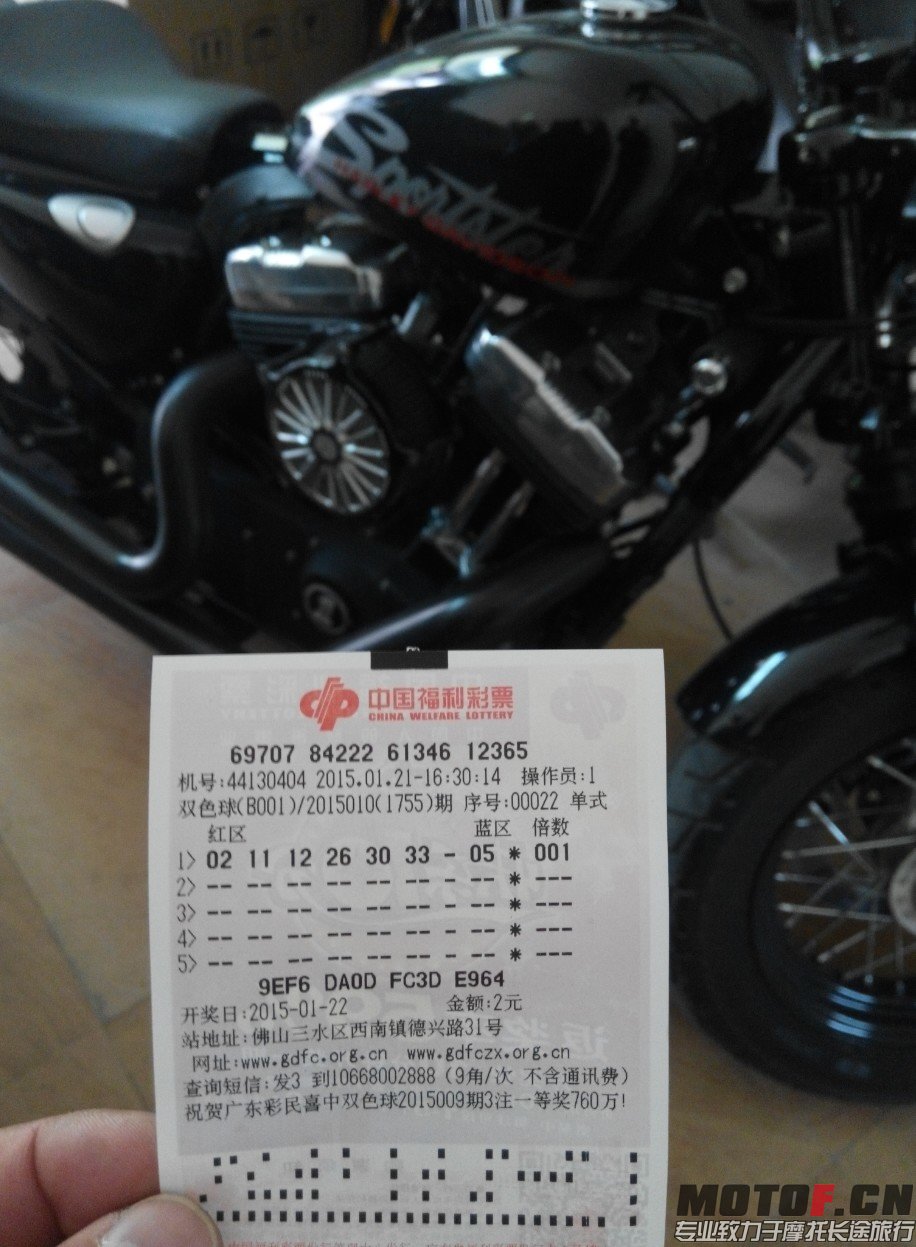 Sportster
中国福利彩票
CHINA WELFARE LOTTERY
69707 84222 61346 12365
机号:44130404 2015.01.21-16:30:14 操作员:1
双色球(B001)/2015010(1755)期 序号:00022 单式
红区 蓝区 倍数
1> 02 11 12 26 30 33 - 05 * 001
2> -- -- -- -- -- -- - -- * ---
3> -- -- -- -- -- -- - -- * ---
4> -- -- -- -- -- -- - -- * ---
5> -- -- -- -- -- -- - -- * ---
9EF6 DA0D FC3D E964
开奖日:2015-01-22 金额:2元
站地址:佛山三水区西南镇德兴路31号
网址:www.gdfc.org.cn www.gdfczx.org.cn
查询短信:发3 到10668002888(9角/次 不含通讯费)
祝贺广东彩民喜中双色球2015009期3注一等奖760万!
MOTOF.CN
专业致力于摩托长途旅行